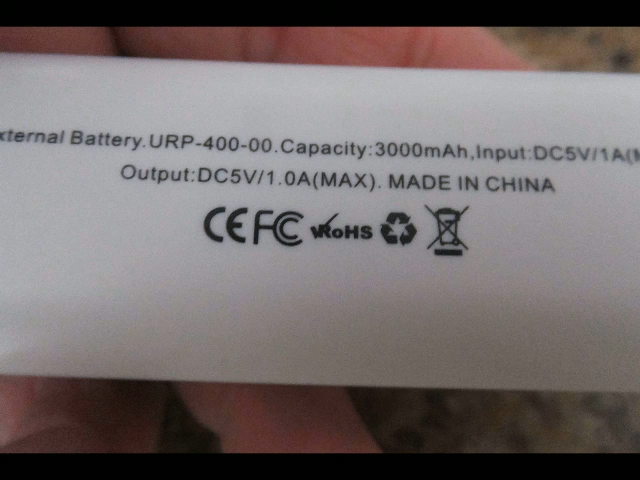 xternal Battery.URP-400-00.Capacity:3000mAh,Input:DC5V/1A(M
Output:DC5V/1.0A(MAX). MADE IN CHINA
CE FC RoHS